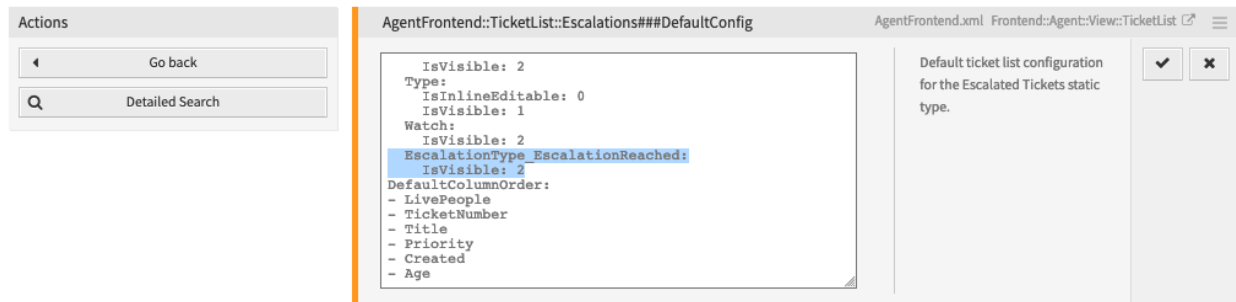 Actions
Go back
Detailed Search
AgentFrontend::TicketList::Escalations###DefaultConfig
AgentFrontend.xml Frontend::Agent::View::TicketList
    IsVisible: 2
  Type:
    IsInlineEditable: 0
    IsVisible: 1
  Watch:
    IsVisible: 2
  EscalationType_EscalationReached:
    IsVisible: 2
DefaultColumnOrder:
- LivePeople
- TicketNumber
- Title
- Priority
- Created
- Age
Default ticket list configuration
for the Escalated Tickets static
type.